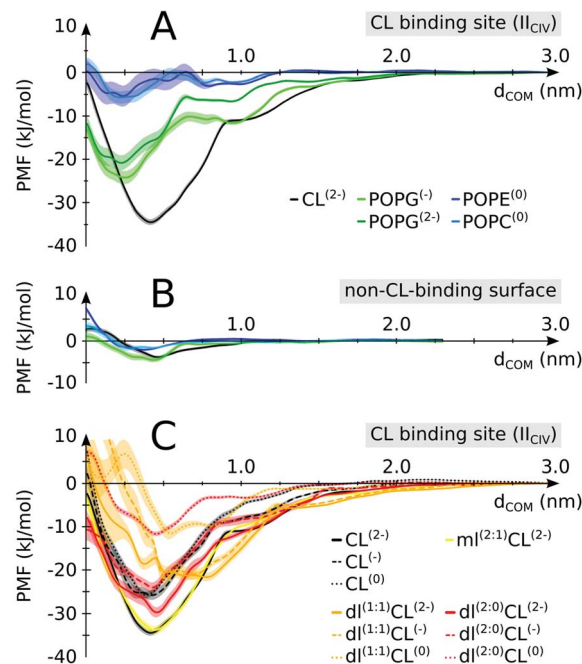 A
CL binding site (II_CIV)
PMF (kJ/mol)
10
0
-10
-20
-30
-40
1.0
2.0
3.0
d_COM (nm)
CL(2-)
POPG(-)
POPE(0)
POPG(2-)
POPC(0)
B
non-CL-binding surface
PMF (kJ/mol)
10
0
-10
1.0
2.0
3.0
d_COM (nm)
C
CL binding site (II_CIV)
PMF (kJ/mol)
10
0
-10
-20
-30
-40
1.0
2.0
3.0
d_COM (nm)
CL(2-)
ml(2:1)CL(2-)
CL(-)
CL(0)
dl(1:1)CL(2-)
dl(2:0)CL(2-)
dl(1:1)CL(-)
dl(2:0)CL(-)
dl(1:1)CL(0)
dl(2:0)CL(0)